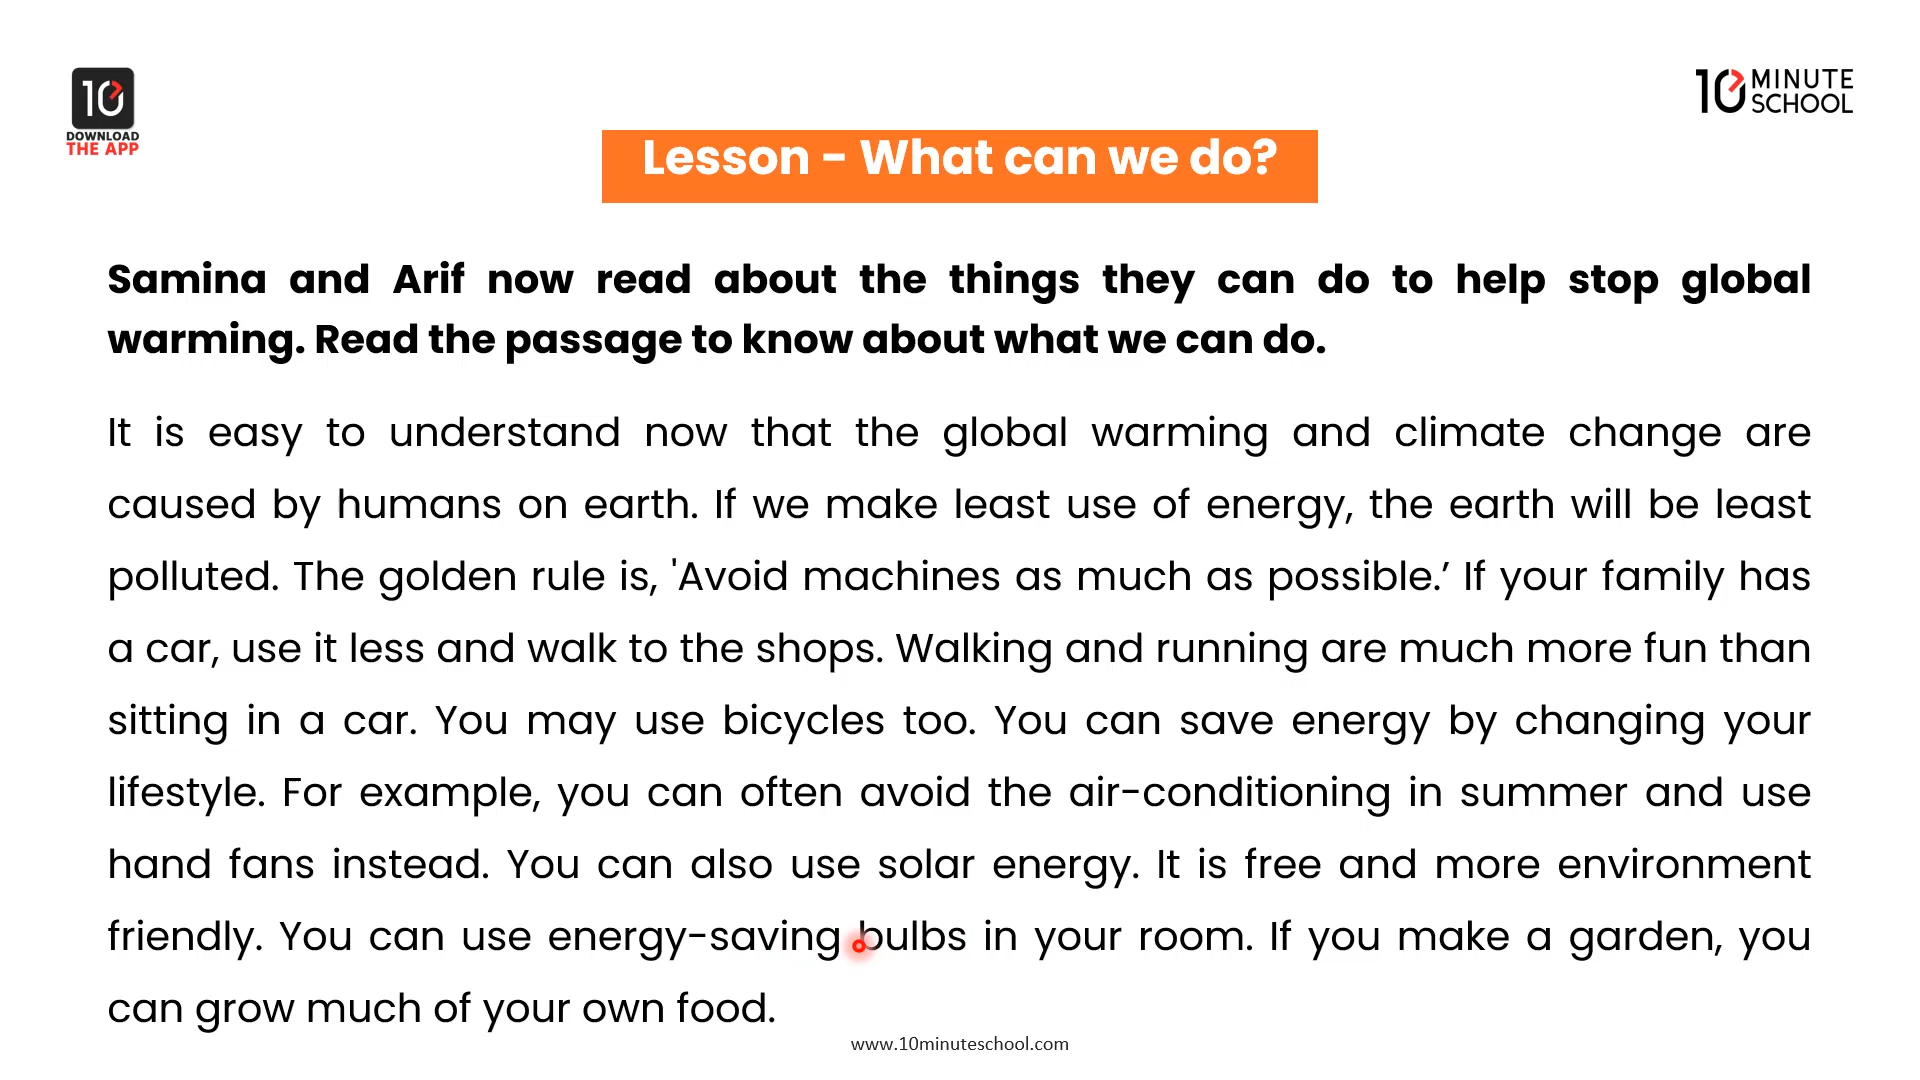 10
DOWNLOAD
THE APP
10 MINUTE
SCHOOL
Lesson - What can we do?
Samina and Arif now read about the things they can do to help stop global
warming. Read the passage to know about what we can do.
It is easy to understand now that the global warming and climate change are
caused by humans on earth. If we make least use of energy, the earth will be least
polluted. The golden rule is, 'Avoid machines as much as possible.’ If your family has
a car, use it less and walk to the shops. Walking and running are much more fun than
sitting in a car. You may use bicycles too. You can save energy by changing your
lifestyle. For example, you can often avoid the air-conditioning in summer and use
hand fans instead. You can also use solar energy. It is free and more environment
friendly. You can use energy-saving bulbs in your room. If you make a garden, you
can grow much of your own food.
www.10minuteschool.com